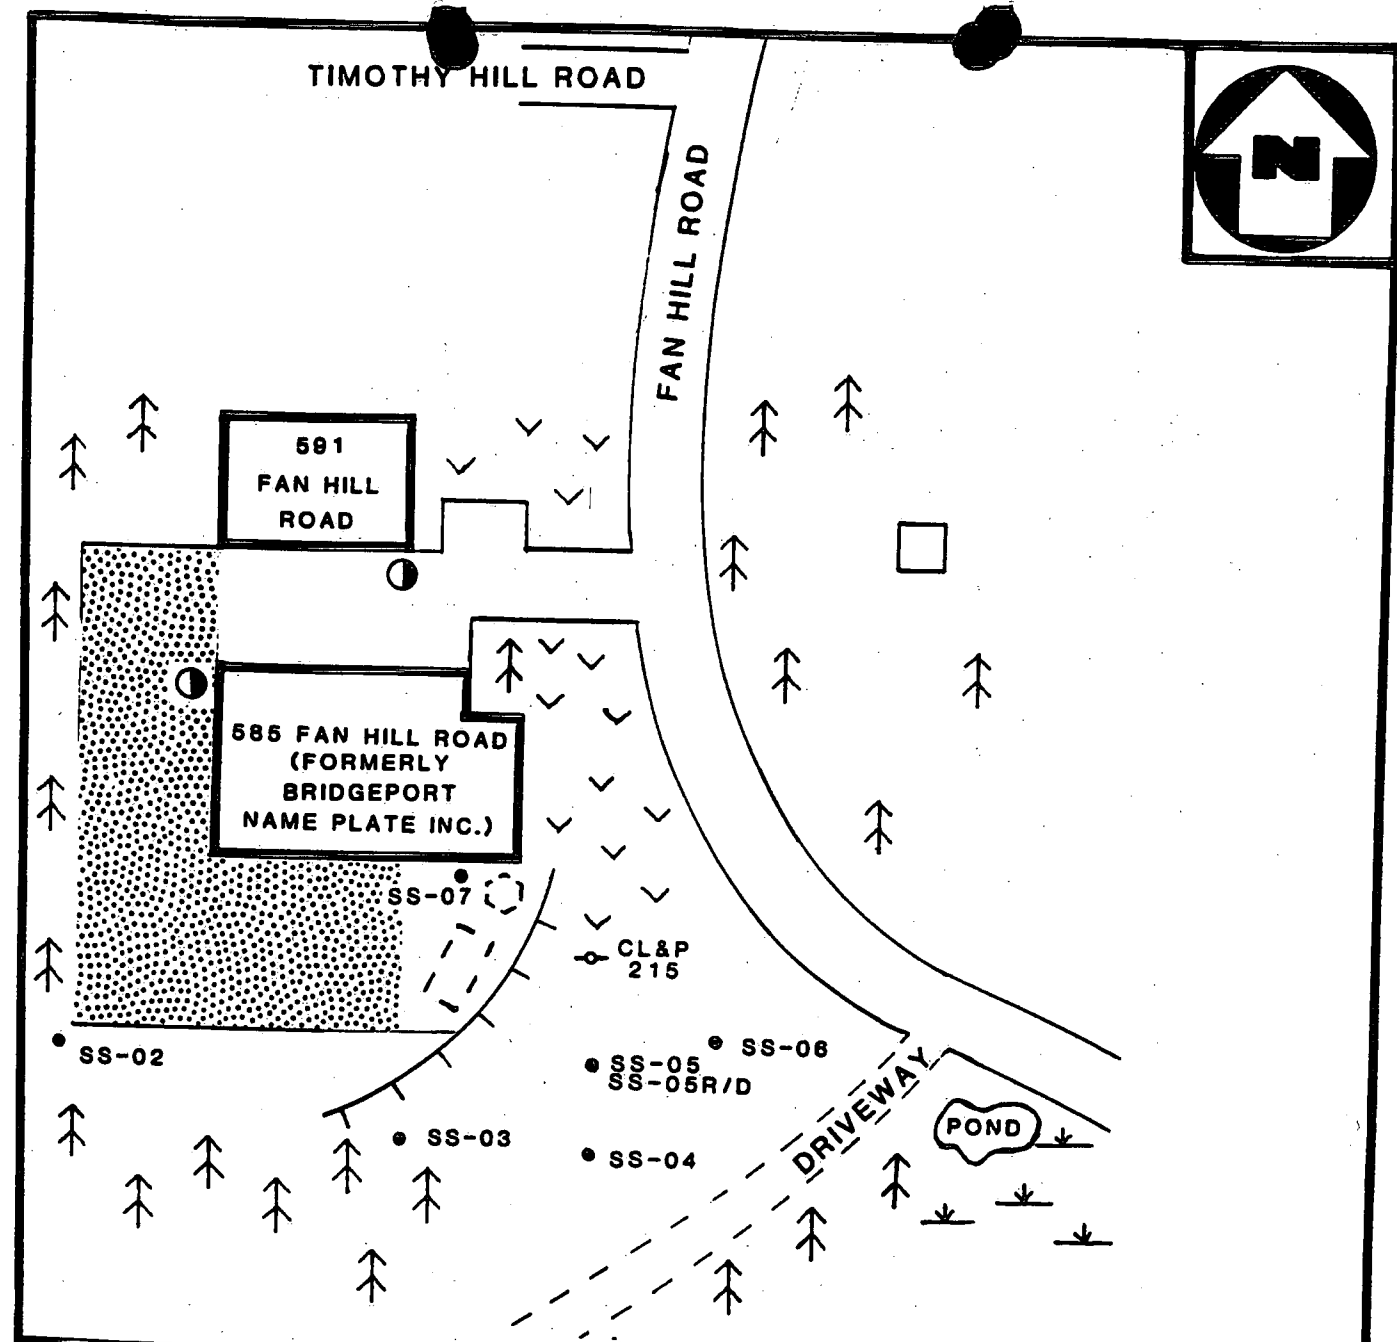 TIMOTHY HILL ROAD
N
FAN HILL ROAD
591
FAN HILL
ROAD
585 FAN HILL ROAD
(FORMERLY
BRIDGEPORT
NAME PLATE INC.)
SS-07
CL&P
215
SS-02
SS-05
SS-05R/D
SS-06
DRIVEWAY
POND
SS-03
SS-04